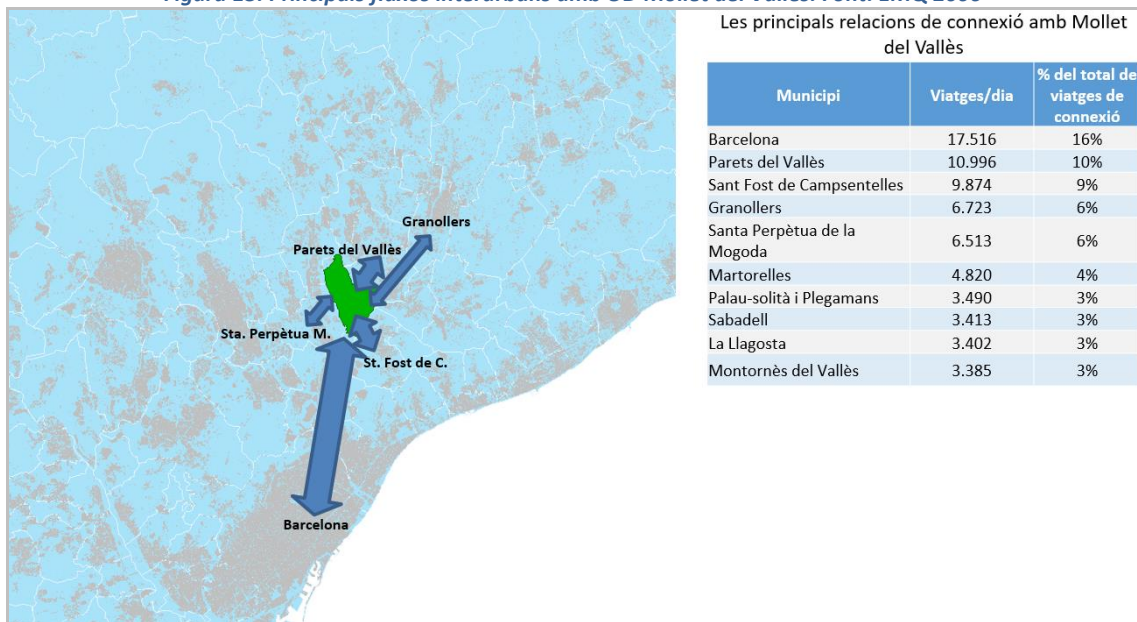 Les principals relacions de connexió amb Mollet
del Vallès
Municipi Viatges/dia % del total de viatges de connexió
Barcelona 17.516 16%
Parets del Vallès 10.996 10%
Sant Fost de Campsentelles 9.874 9%
Granollers 6.723 6%
Santa Perpètua de la Mogoda 6.513 6%
Martorelles 4.820 4%
Palau-solità i Plegamans 3.490 3%
Sabadell 3.413 3%
La Llagosta 3.402 3%
Montornès del Vallès 3.385 3%
Granollers
Parets del Vallès
Sta. Perpètua M.
St. Fost de C.
Barcelona